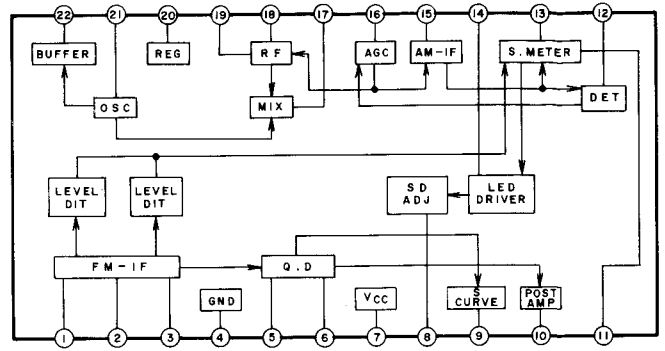 22 21 20 19 18 17 16 15 14 13 12
BUFFER REG RF AGC AM-IF S.METER
OSC MIX DET
LEVEL DIT
LEVEL DIT
SD ADJ
LED DRIVER
FM-IF Q.D
GND VCC S CURVE POST AMP
1 2 3 4 5 6 7 8 9 10 11